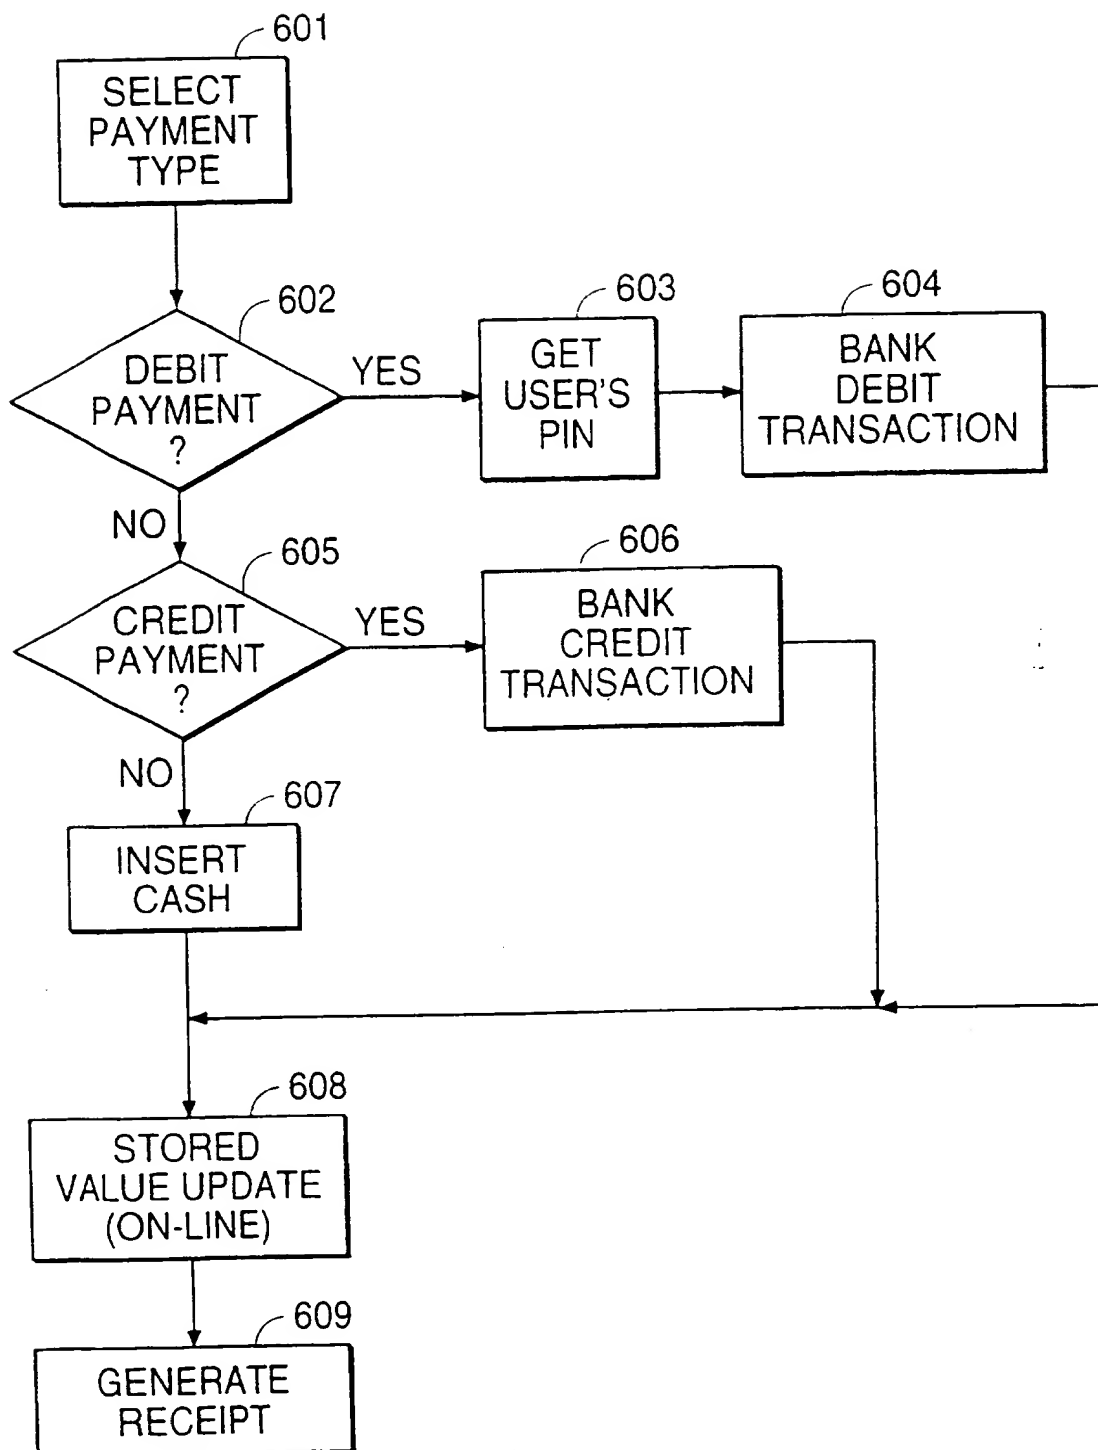 601
SELECT
PAYMENT
TYPE
602
DEBIT
PAYMENT
?
YES
603
GET
USER'S
PIN
604
BANK
DEBIT
TRANSACTION
NO
605
CREDIT
PAYMENT
?
YES
606
BANK
CREDIT
TRANSACTION
NO
607
INSERT
CASH
608
STORED
VALUE UPDATE
(ON-LINE)
609
GENERATE
RECEIPT